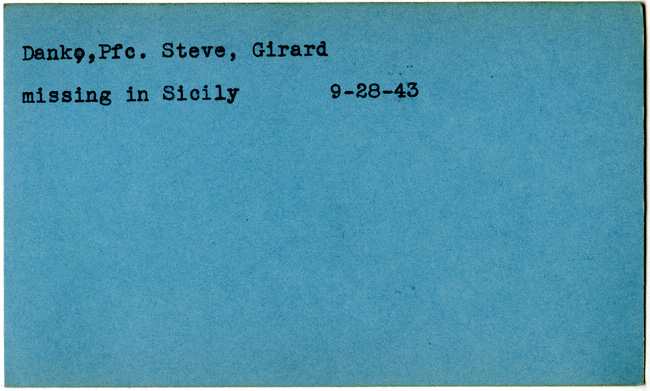 Danko,Pfc. Steve, Girard
missing in Sicily 9-28-43